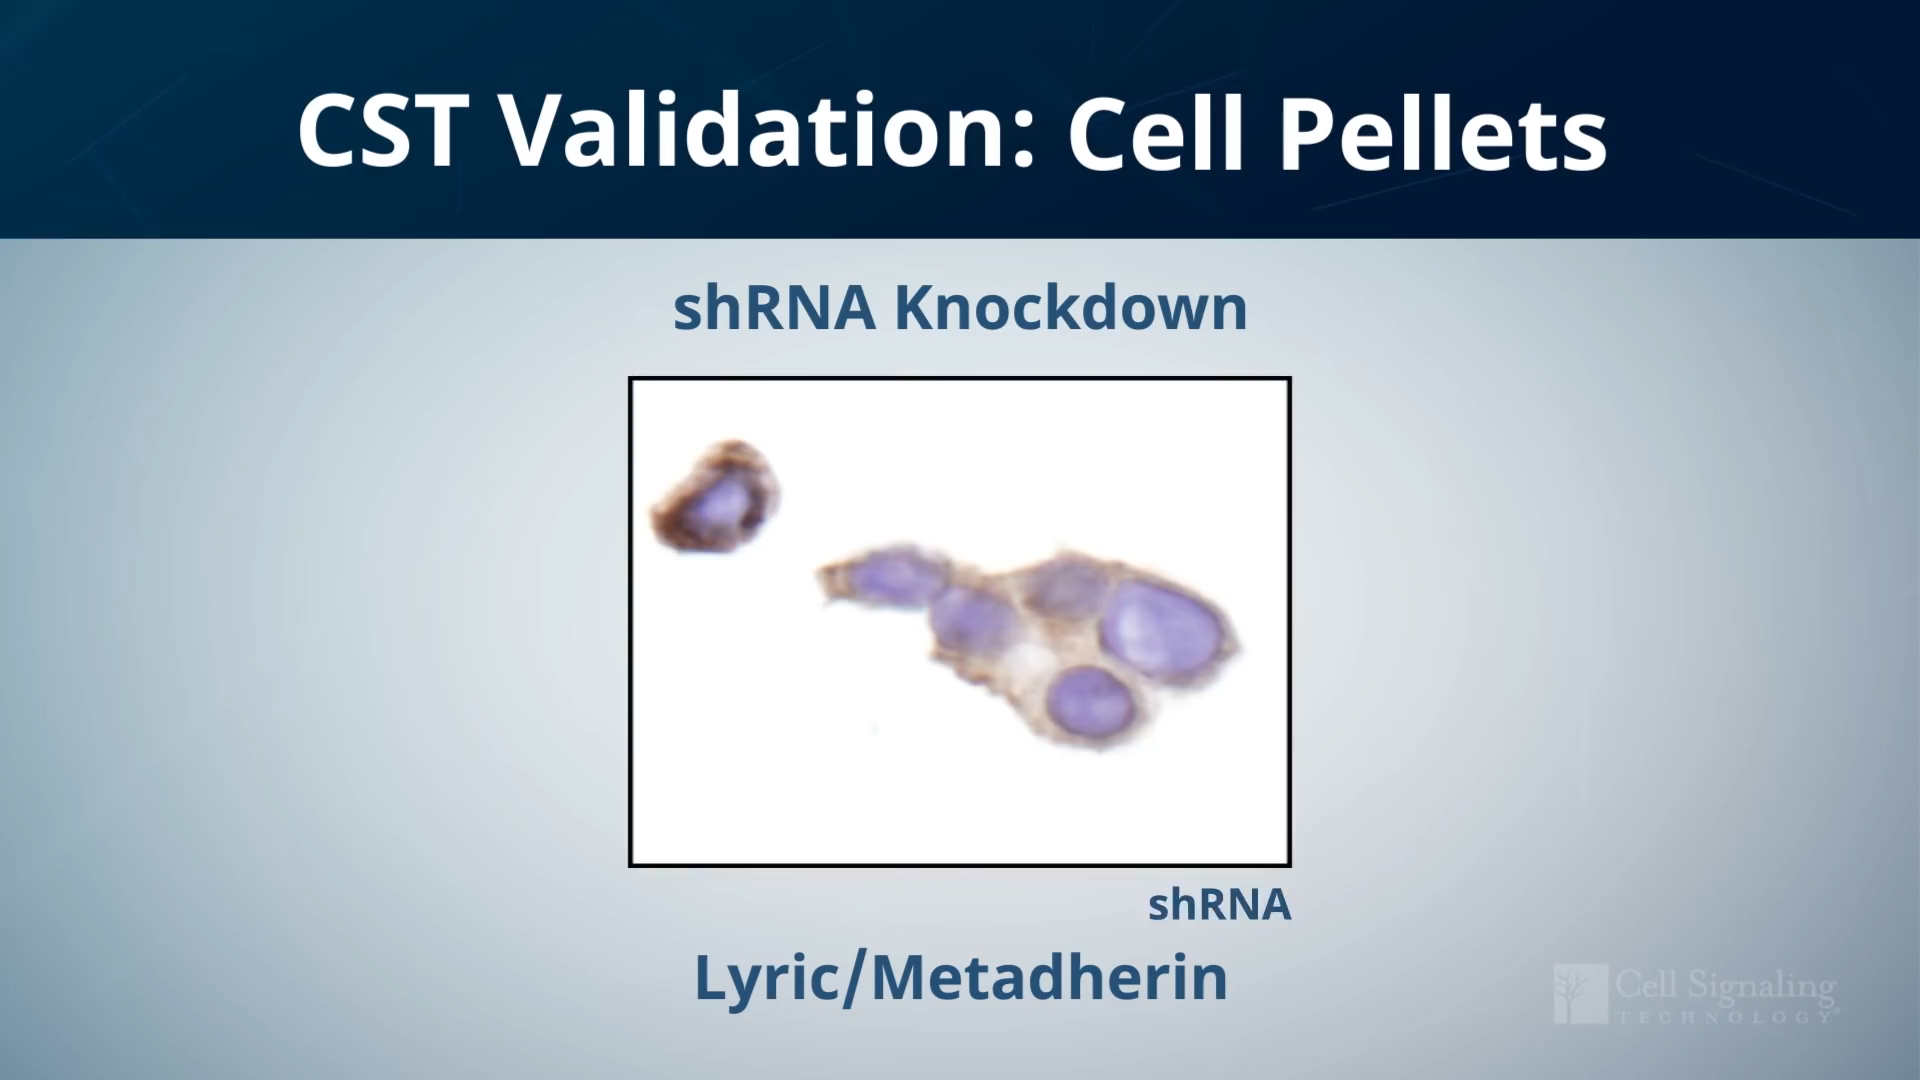 CST Validation: Cell Pellets
shRNA Knockdown
shRNA
Lyric/Metadherin
Cell Signaling
TECHNOLOGY®